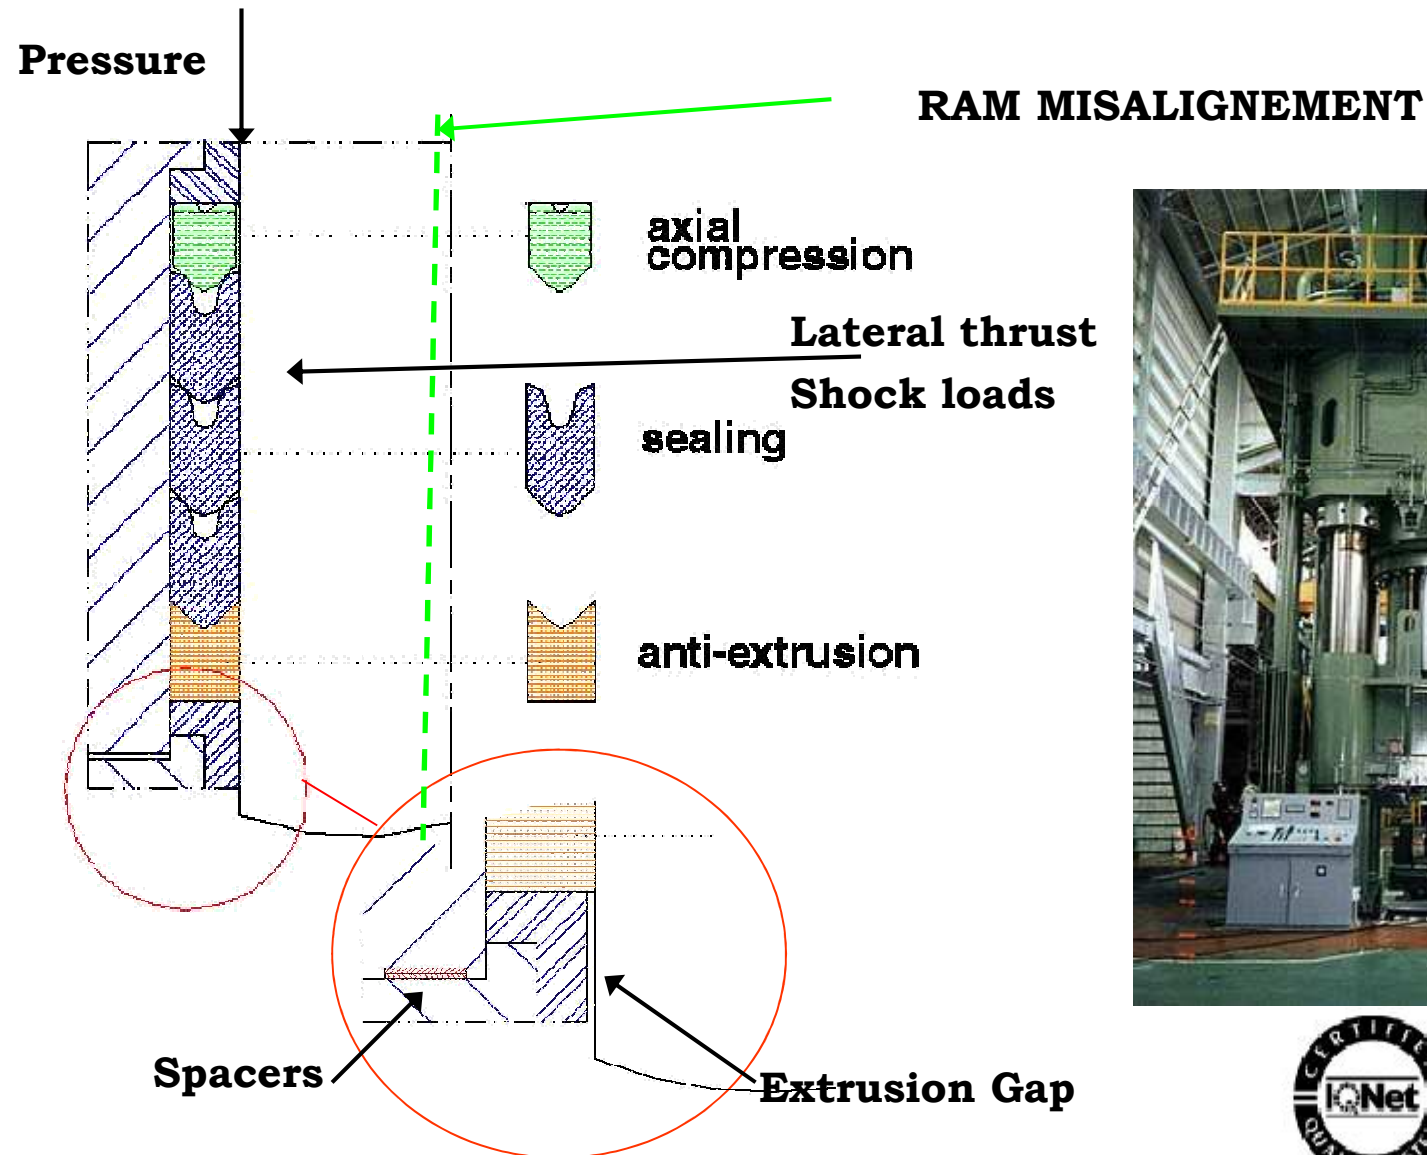 Pressure
RAM MISALIGNEMENT
axial
compression
Lateral thrust
Shock loads
sealing
anti-extrusion
Spacers
Extrusion Gap
IQNet